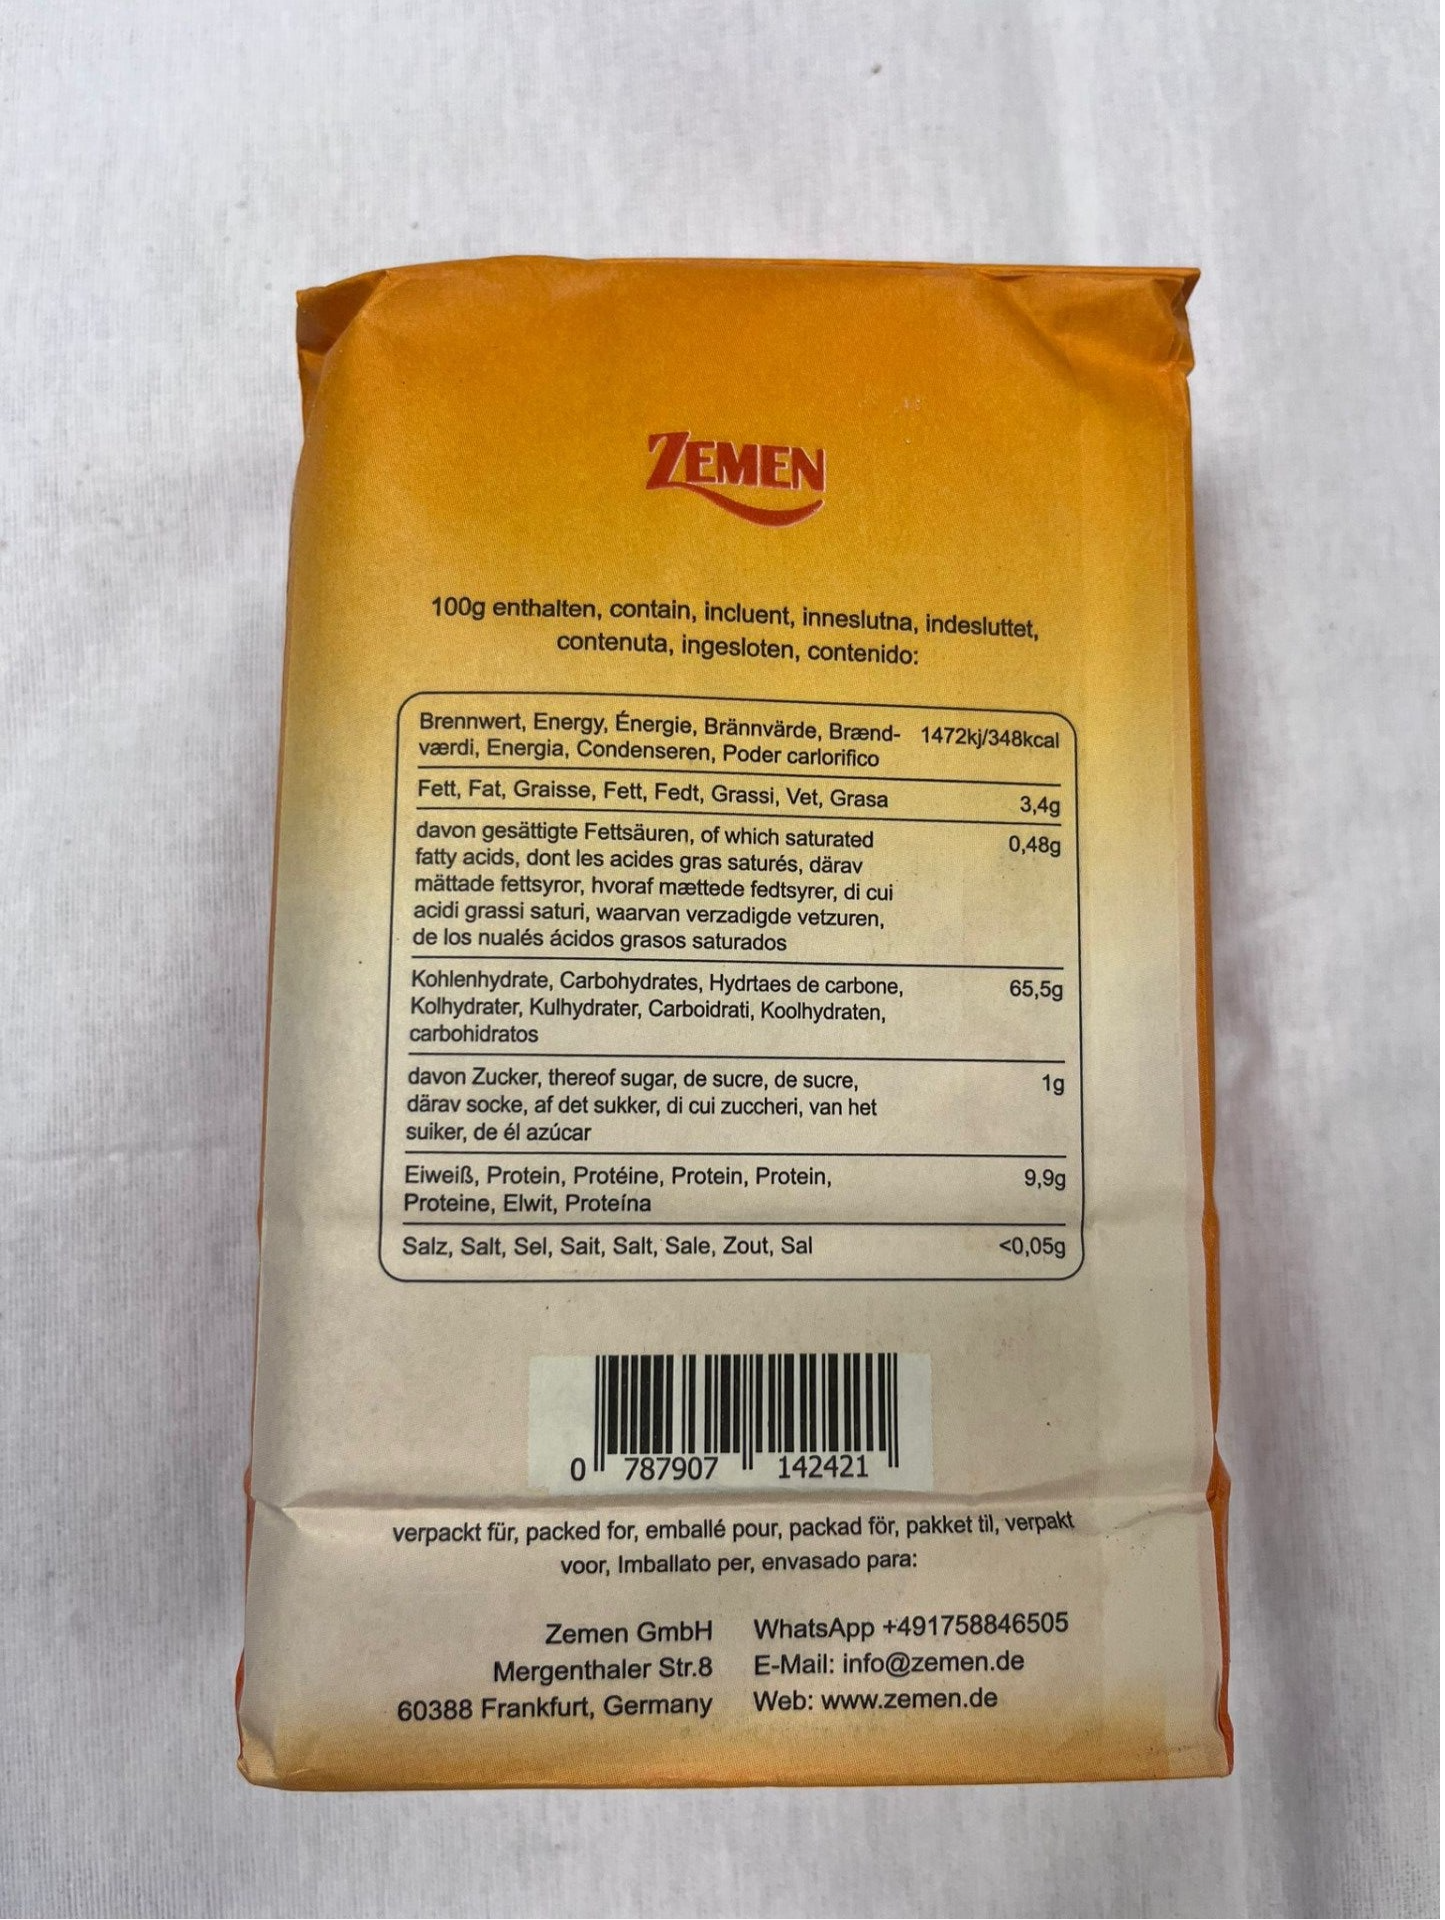 ZEMEN
100g enthalten, contain, incluent, inneslutna, indesluttet,
contenuta, ingesloten, contenido:
Brennwert, Energy, Énergie, Brännvärde, Brænd- 1472kj/348kcal
værdi, Energia, Condenseren, Poder carlorifico
Fett, Fat, Graisse, Fett, Fedt, Grassi, Vet, Grasa 3,4g
davon gesättigte Fettsäuren, of which saturated 0,48g
fatty acids, dont les acides gras saturés, därav
mättade fettsyror, hvoraf mættede fedtsyrer, di cui
acidi grassi saturi, waarvan verzadigde vetzuren,
de los nualés ácidos grasos saturados
Kohlenhydrate, Carbohydrates, Hydrtaes de carbone, 65,5g
Kolhydrater, Kulhydrater, Carboidrati, Koolhydraten,
carbohidratos
davon Zucker, thereof sugar, de sucre, de sucre, 1g
därav socke, af det sukker, di cui zuccheri, van het
suiker, de él azúcar
Eiweiß, Protein, Protéine, Protein, Protein, 9,9g
Proteine, Elwit, Proteína
Salz, Salt, Sel, Sait, Salt, Sale, Zout, Sal <0,05g
0 787907 142421
verpackt für, packed for, emballé pour, packad för, pakket til, verpakt
voor, Imballato per, envasado para:
Zemen GmbH WhatsApp +491758846505
Mergenthaler Str.8 E-Mail: info@zemen.de
60388 Frankfurt, Germany Web: www.zemen.de